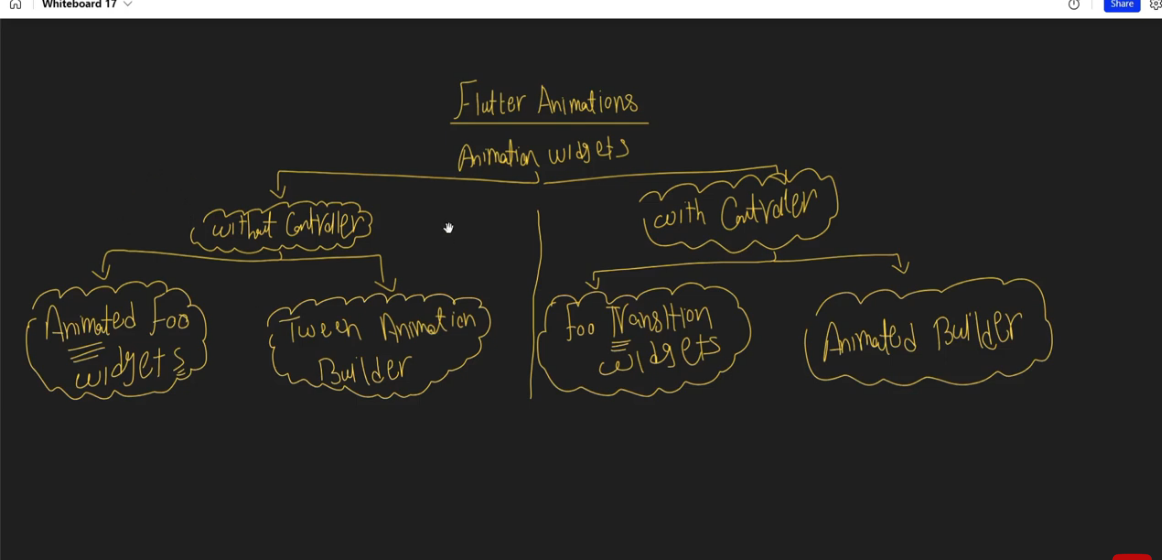 Whiteboard 17
Share
Flutter Animations
Animation widgets
without Controller
with Controller
Animated Foo
widgets
Tween Animation
Builder
Foo Transition
widgets
Animated Builder